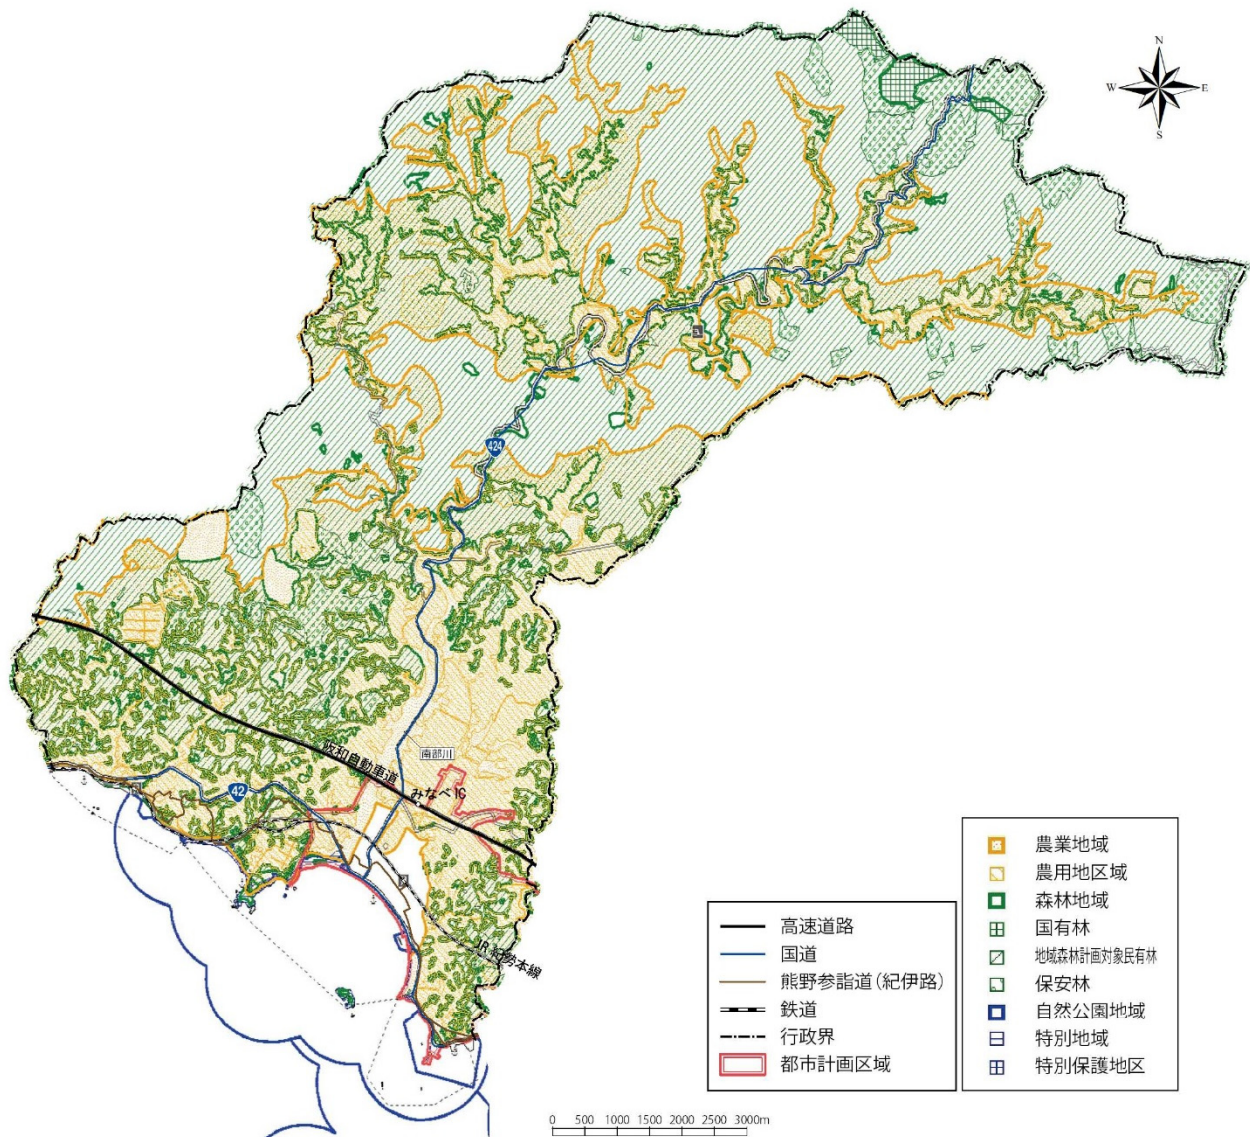 N
W
E
S
424
南部川
阪和自動車道
みなべIC
42
JR紀勢本線
高速道路
国道
熊野参詣道(紀伊路)
鉄道
行政界
都市計画区域
農業地域
農用地区域
森林地域
国有林
地域森林計画対象民有林
保安林
自然公園地域
特別地域
特別保護地区
0 500 1000 1500 2000 2500 3000m